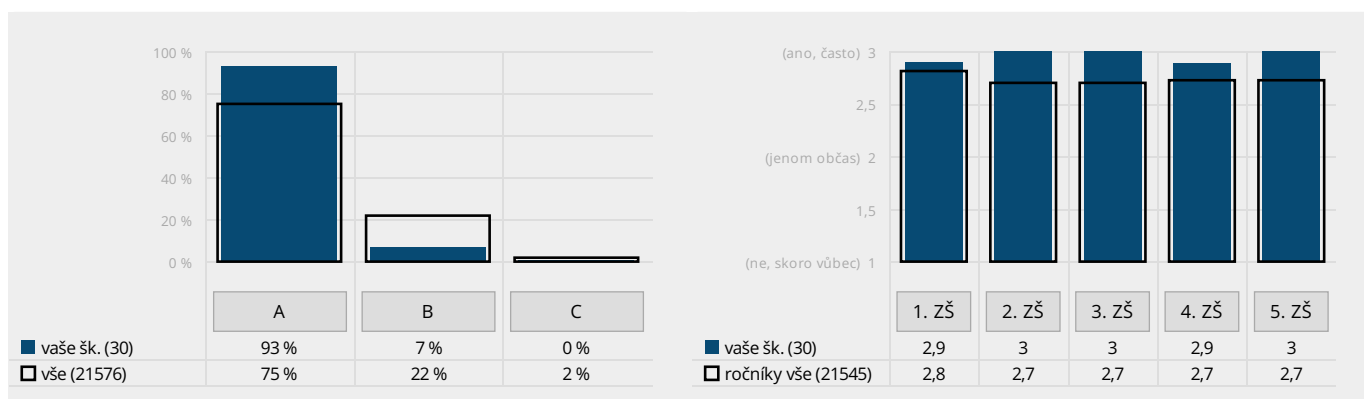 100 %
80 %
60 %
40 %
20 %
0 %
A B C
vaše šk. (30) 93 % 7 % 0 %
vše (21576) 75 % 22 % 2 %
(ano, často) 3
2,5
(jenom občas) 2
1,5
(ne, skoro vůbec) 1
1. ZŠ 2. ZŠ 3. ZŠ 4. ZŠ 5. ZŠ
vaše šk. (30) 2,9 3 3 2,9 3
ročníky vše (21545) 2,8 2,7 2,7 2,7 2,7